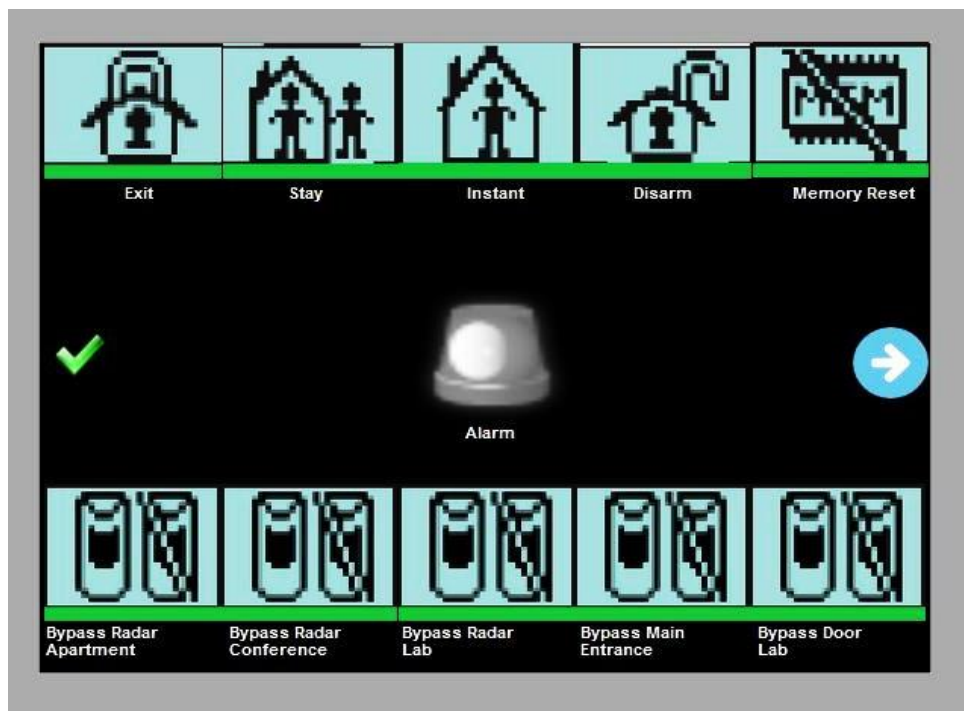 Exit
Stay
Instant
Disarm
MEM
Memory Reset
Alarm
Bypass Radar
Apartment
Bypass Radar
Conference
Bypass Radar
Lab
Bypass Main
Entrance
Bypass Door
Lab